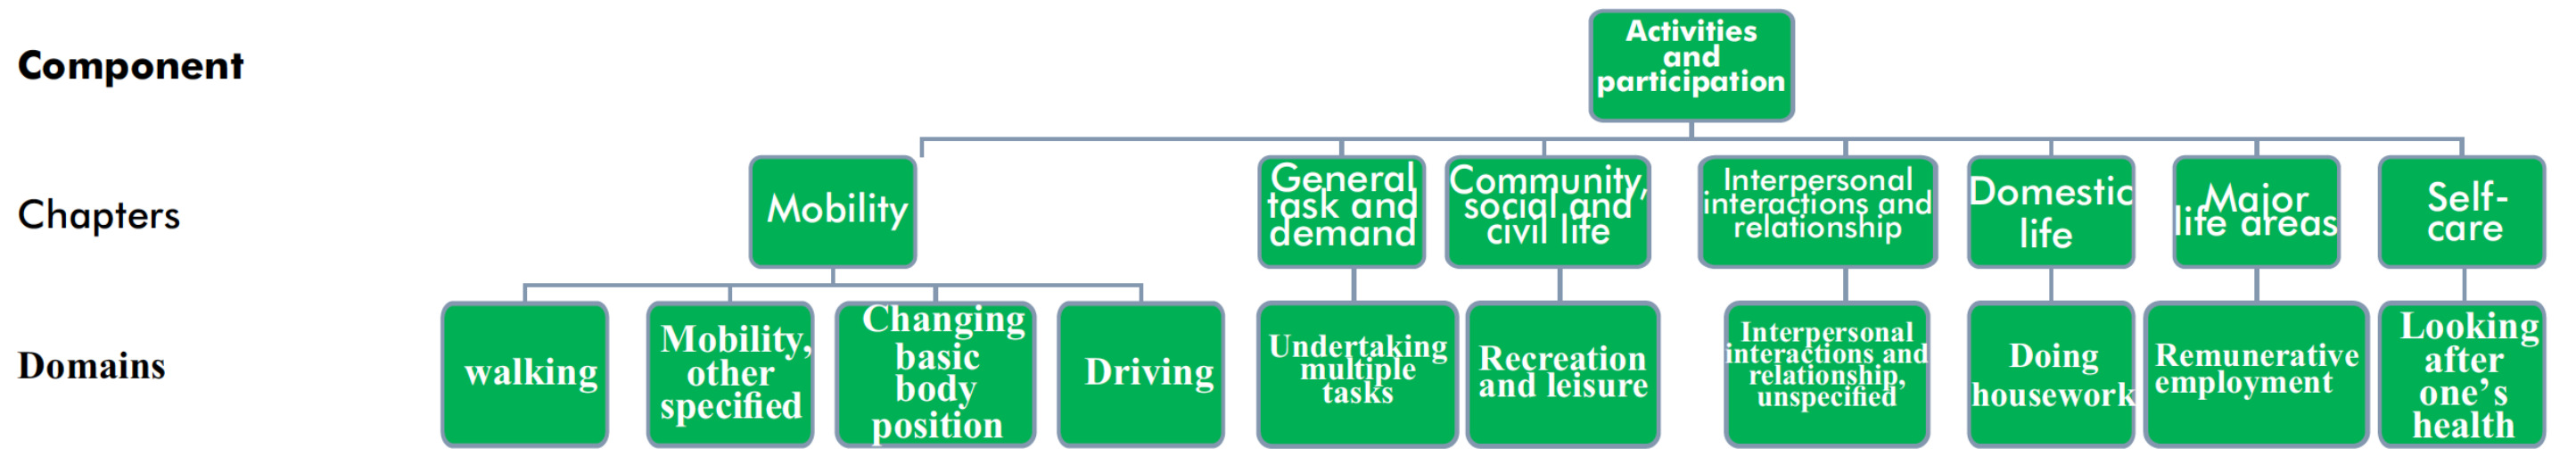 Component
Activities
and
participation
Chapters
Mobility
General
task and
demand
Community,
social and
civil life
Interpersonal
interactions and
relationship
Domestic
life
Major
life areas
Self-
care
Domains
walking
Mobility,
other
specified
Changing
basic
body
position
Driving
Undertaking
multiple
tasks
Recreation
and leisure
Interpersonal
interactions and
relationship,
unspecified
Doing
housework
Remunerative
employment
Looking
after
one’s
health